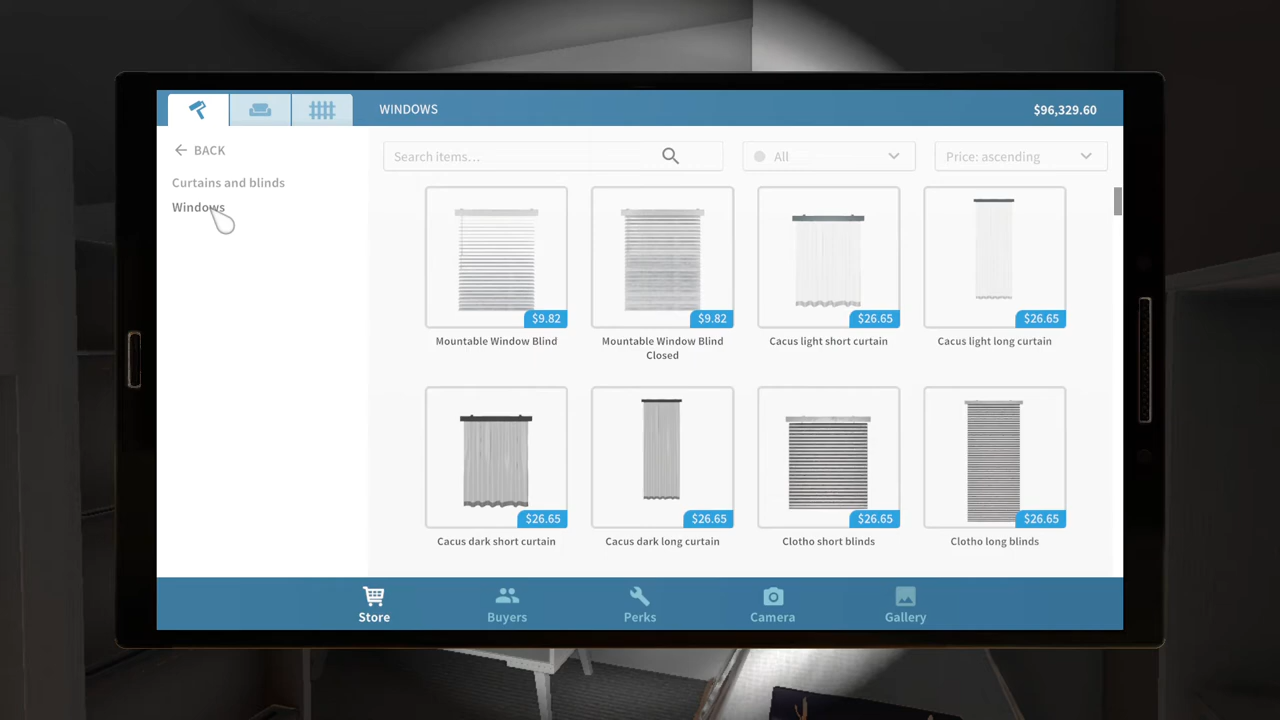 WINDOWS
$96,329.60
BACK
Search items...
All
Price: ascending
Curtains and blinds
Windows
$9.82
$9.82
$26.65
$26.65
Mountable Window Blind
Mountable Window Blind
Closed
Cacus light short curtain
Cacus light long curtain
$26.65
$26.65
$26.65
$26.65
Cacus dark short curtain
Cacus dark long curtain
Clotho short blinds
Clotho long blinds
Store
Buyers
Perks
Camera
Gallery